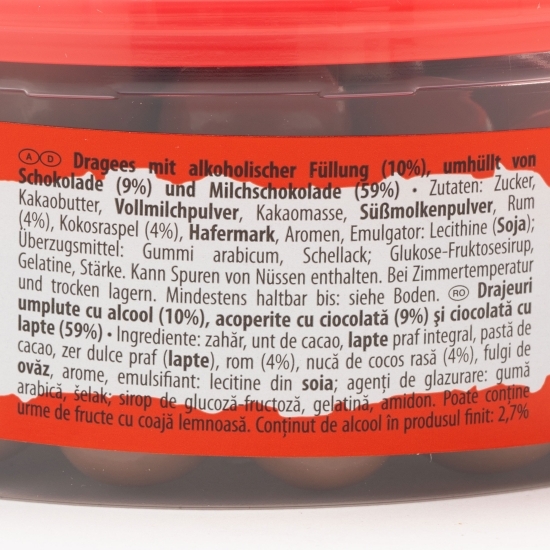 A D Dragees mit alkoholischer Füllung (10%), umhüllt von
Schokolade (9%) und Milchschokolade (59%) • Zutaten: Zucker,
Kakaobutter, Vollmilchpulver, Kakaomasse, Süßmolkenpulver, Rum
(4%), Kokosraspel (4%), Hafermark, Aromen, Emulgator: Lecithine (Soja);
Überzugsmittel: Gummi arabicum, Schellack; Glukose-Fruktosesirup,
Gelatine, Stärke. Kann Spuren von Nüssen enthalten. Bei Zimmertemperatur
und trocken lagern. Mindestens haltbar bis: siehe Boden. RO Drajeuri
umplute cu alcool (10%), acoperite cu ciocolată (9%) și ciocolată cu
lapte (59%) • Ingrediente: zahăr, unt de cacao, lapte praf integral, pastă de
cacao, zer dulce praf (lapte), rom (4%), nucă de cocos rasă (4%), fulgi de
ovăz, arome, emulsifiant: lecitine din soia; agenți de glazurare: gumă
arabică, șelak; sirop de glucoză-fructoză, gelatină, amidon. Poate conține
urme de fructe cu coajă lemnoasă. Conținut de alcool în produsul finit: 2,7%